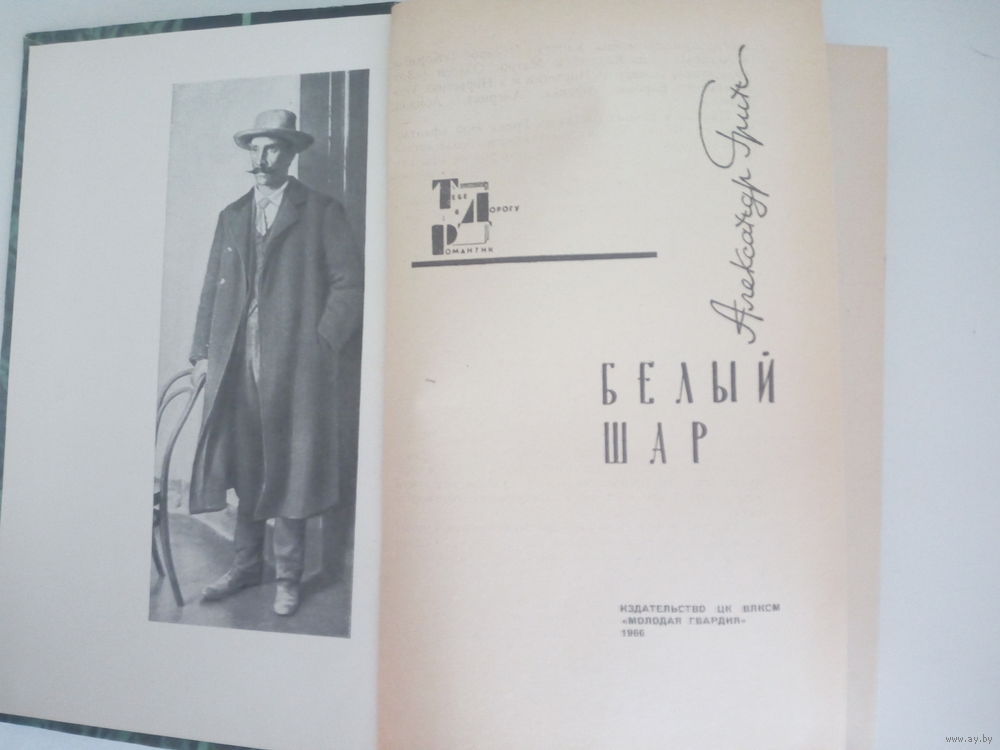 Александр Грин
Тебе
в Дорогу
Романтик
БЕЛЫЙ
ШАР
ИЗДАТЕЛЬСТВО ЦК ВЛКСМ
«МОЛОДАЯ ГВАРДИЯ»
1966
www.ay.by